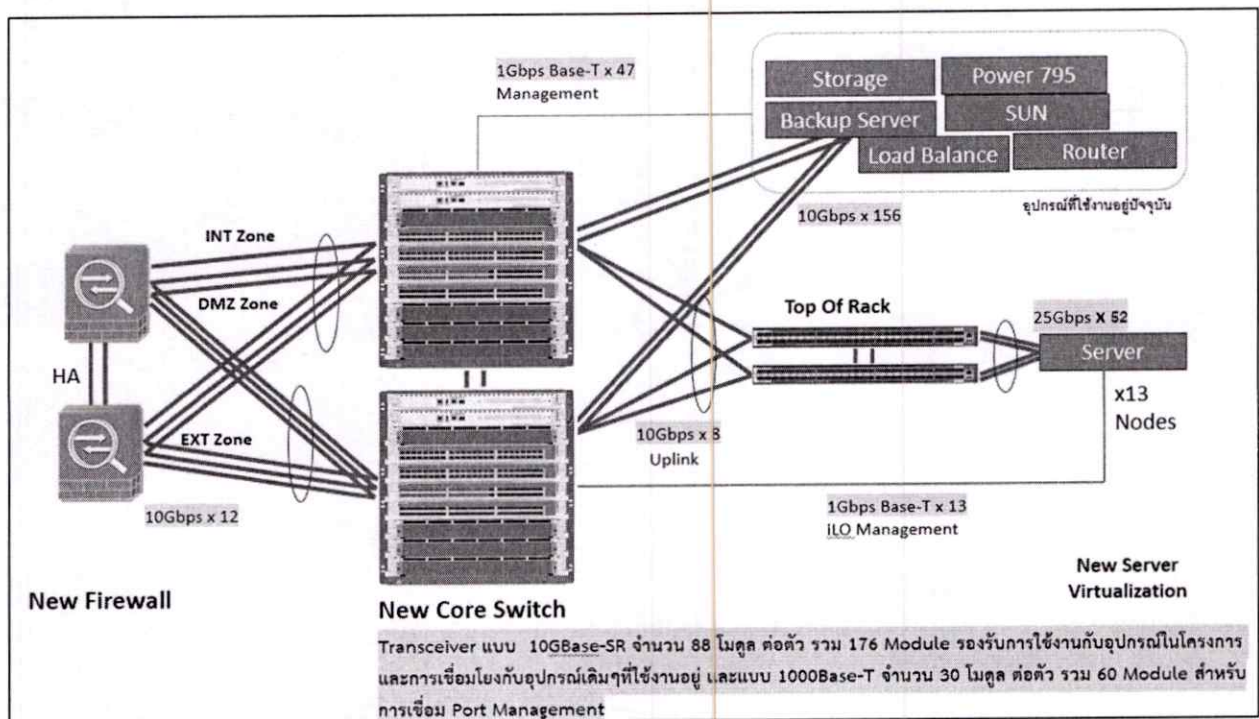 1Gbps Base-T x 47
Management
Storage
Power 795
Backup Server
SUN
Load Balance
Router
อุปกรณ์ที่ใช้งานอยู่ปัจจุบัน
10Gbps x 156
INT Zone
DMZ Zone
HA
EXT Zone
10Gbps x 12
Top Of Rack
25Gbps X 52
Server
x13
Nodes
10Gbps x 8
Uplink
1Gbps Base-T x 13
iLO Management
New Server
Virtualization
New Firewall
New Core Switch
Transceiver แบบ 10GBase-SR จำนวน 88 โมดูล ต่อตัว รวม 176 Module รองรับการใช้งานกับอุปกรณ์ในโครงการ
และการเชื่อมโยงกับอุปกรณ์เดิมๆที่ใช้งานอยู่ และแบบ 1000Base-T จำนวน 30 โมดูล ต่อตัว รวม 60 Module สำหรับ
การเชื่อม Port Management